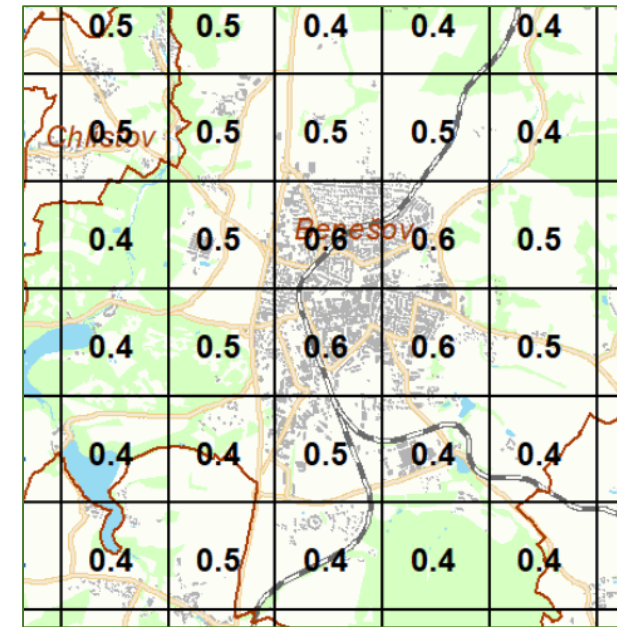 0.5 0.5 0.4 0.4 0.4
Chlístov
0.5 0.5 0.5 0.5 0.4
Benešov
0.4 0.5 0.6 0.6 0.5
0.4 0.5 0.6 0.6 0.5
0.4 0.4 0.5 0.4 0.4
0.4 0.5 0.4 0.4 0.4